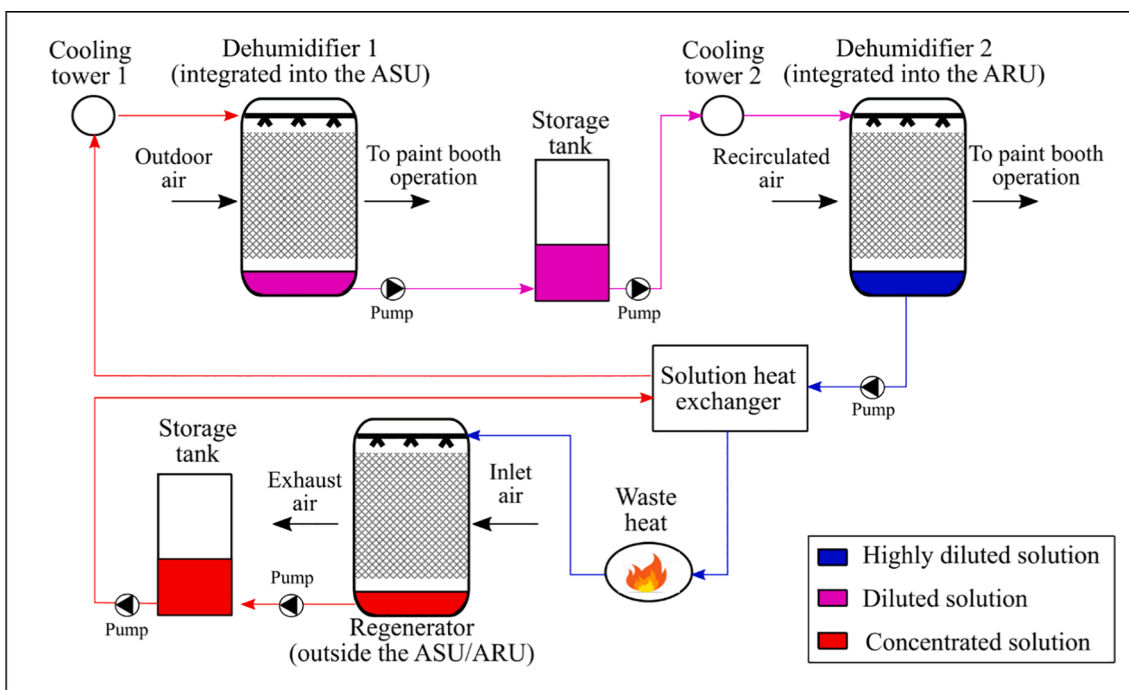 Cooling
tower 1
Dehumidifier 1
(integrated into the ASU)
Cooling
tower 2
Dehumidifier 2
(integrated into the ARU)
Storage
tank
Outdoor
air
To paint booth
operation
Recirculated
air
To paint booth
operation
Pump
Pump
Solution heat
exchanger
Pump
Storage
tank
Exhaust
air
Inlet
air
Waste
heat
Pump
Pump
Regenerator
(outside the ASU/ARU)
Highly diluted solution
Diluted solution
Concentrated solution